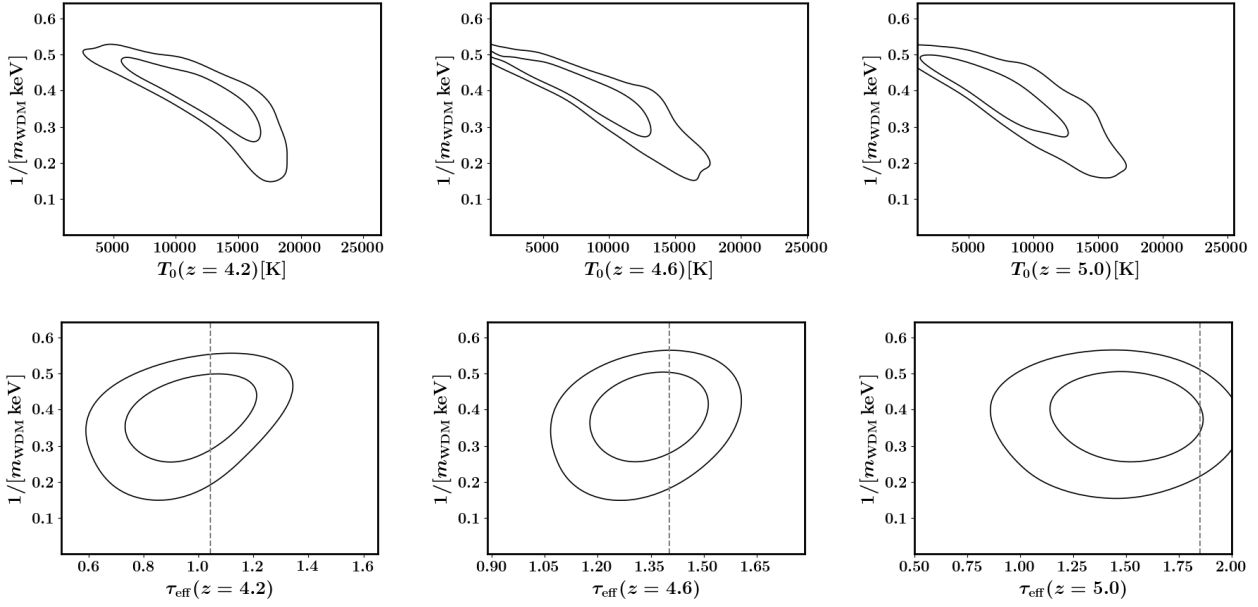 0.6 0.6 0.6
0.5 0.5 0.5
0.4 0.4 0.4
0.3 0.3 0.3
0.2 0.2 0.2
0.1 0.1 0.1
1/[m_WDM keV] 1/[m_WDM keV] 1/[m_WDM keV]
5000 10000 15000 20000 25000 5000 10000 15000 20000 25000 5000 10000 15000 20000 25000
T_0(z = 4.2)[K] T_0(z = 4.6)[K] T_0(z = 5.0)[K]
0.6 0.6 0.6
0.5 0.5 0.5
0.4 0.4 0.4
0.3 0.3 0.3
0.2 0.2 0.2
0.1 0.1 0.1
1/[m_WDM keV] 1/[m_WDM keV] 1/[m_WDM keV]
0.6 0.8 1.0 1.2 1.4 1.6 0.90 1.05 1.20 1.35 1.50 1.65 0.50 0.75 1.00 1.25 1.50 1.75 2.00
τ_eff(z = 4.2) τ_eff(z = 4.6) τ_eff(z = 5.0)